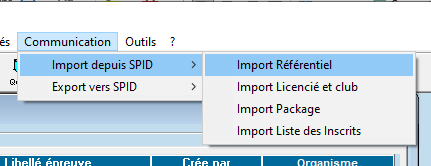 és Communication Outils ?
Import depuis SPID >
Export vers SPID >
Import Référentiel
Import Licencié et club
Import Package
Import Liste des Inscrits
Libellé épreuve Crée par Organisme